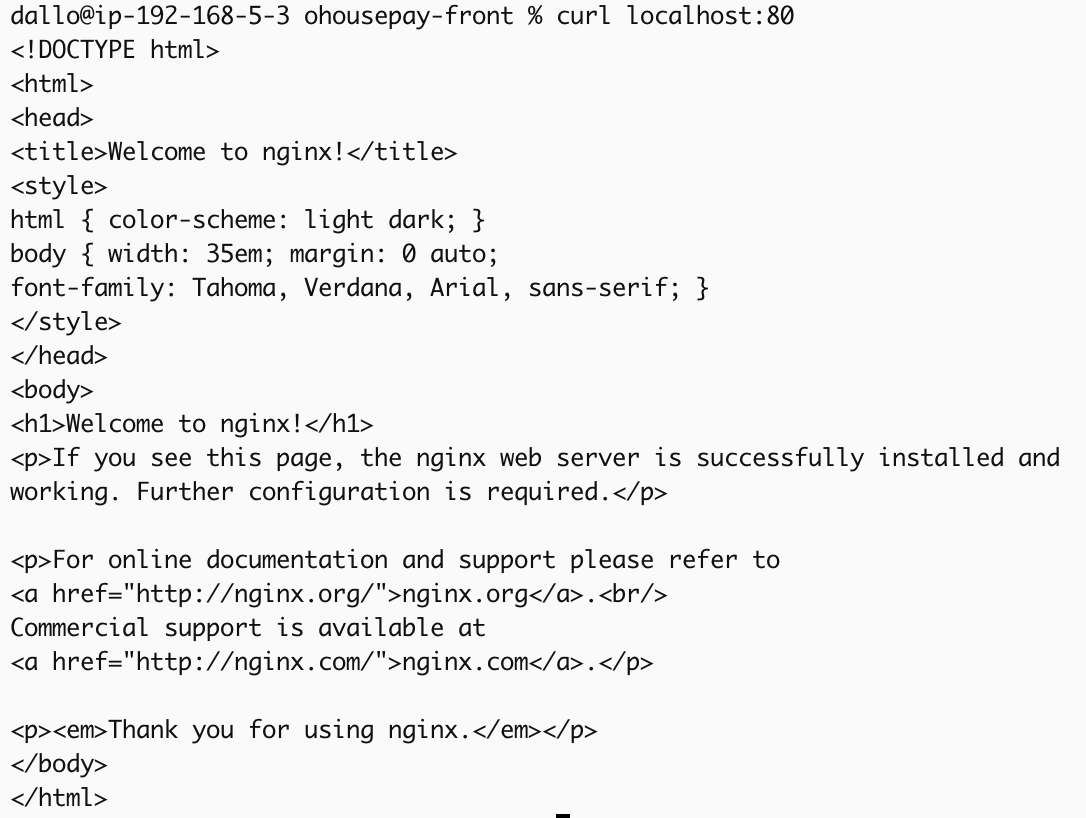 dallo@ip-192-168-5-3 ohousepay-front % curl localhost:80
<!DOCTYPE html>
<html>
<head>
<title>Welcome to nginx!</title>
<style>
html { color-scheme: light dark; }
body { width: 35em; margin: 0 auto;
font-family: Tahoma, Verdana, Arial, sans-serif; }
</style>
</head>
<body>
<h1>Welcome to nginx!</h1>
<p>If you see this page, the nginx web server is successfully installed and
working. Further configuration is required.</p>

<p>For online documentation and support please refer to
<a href="http://nginx.org/">nginx.org</a>.<br/>
Commercial support is available at
<a href="http://nginx.com/">nginx.com</a>.</p>

<p><em>Thank you for using nginx.</em></p>
</body>
</html>